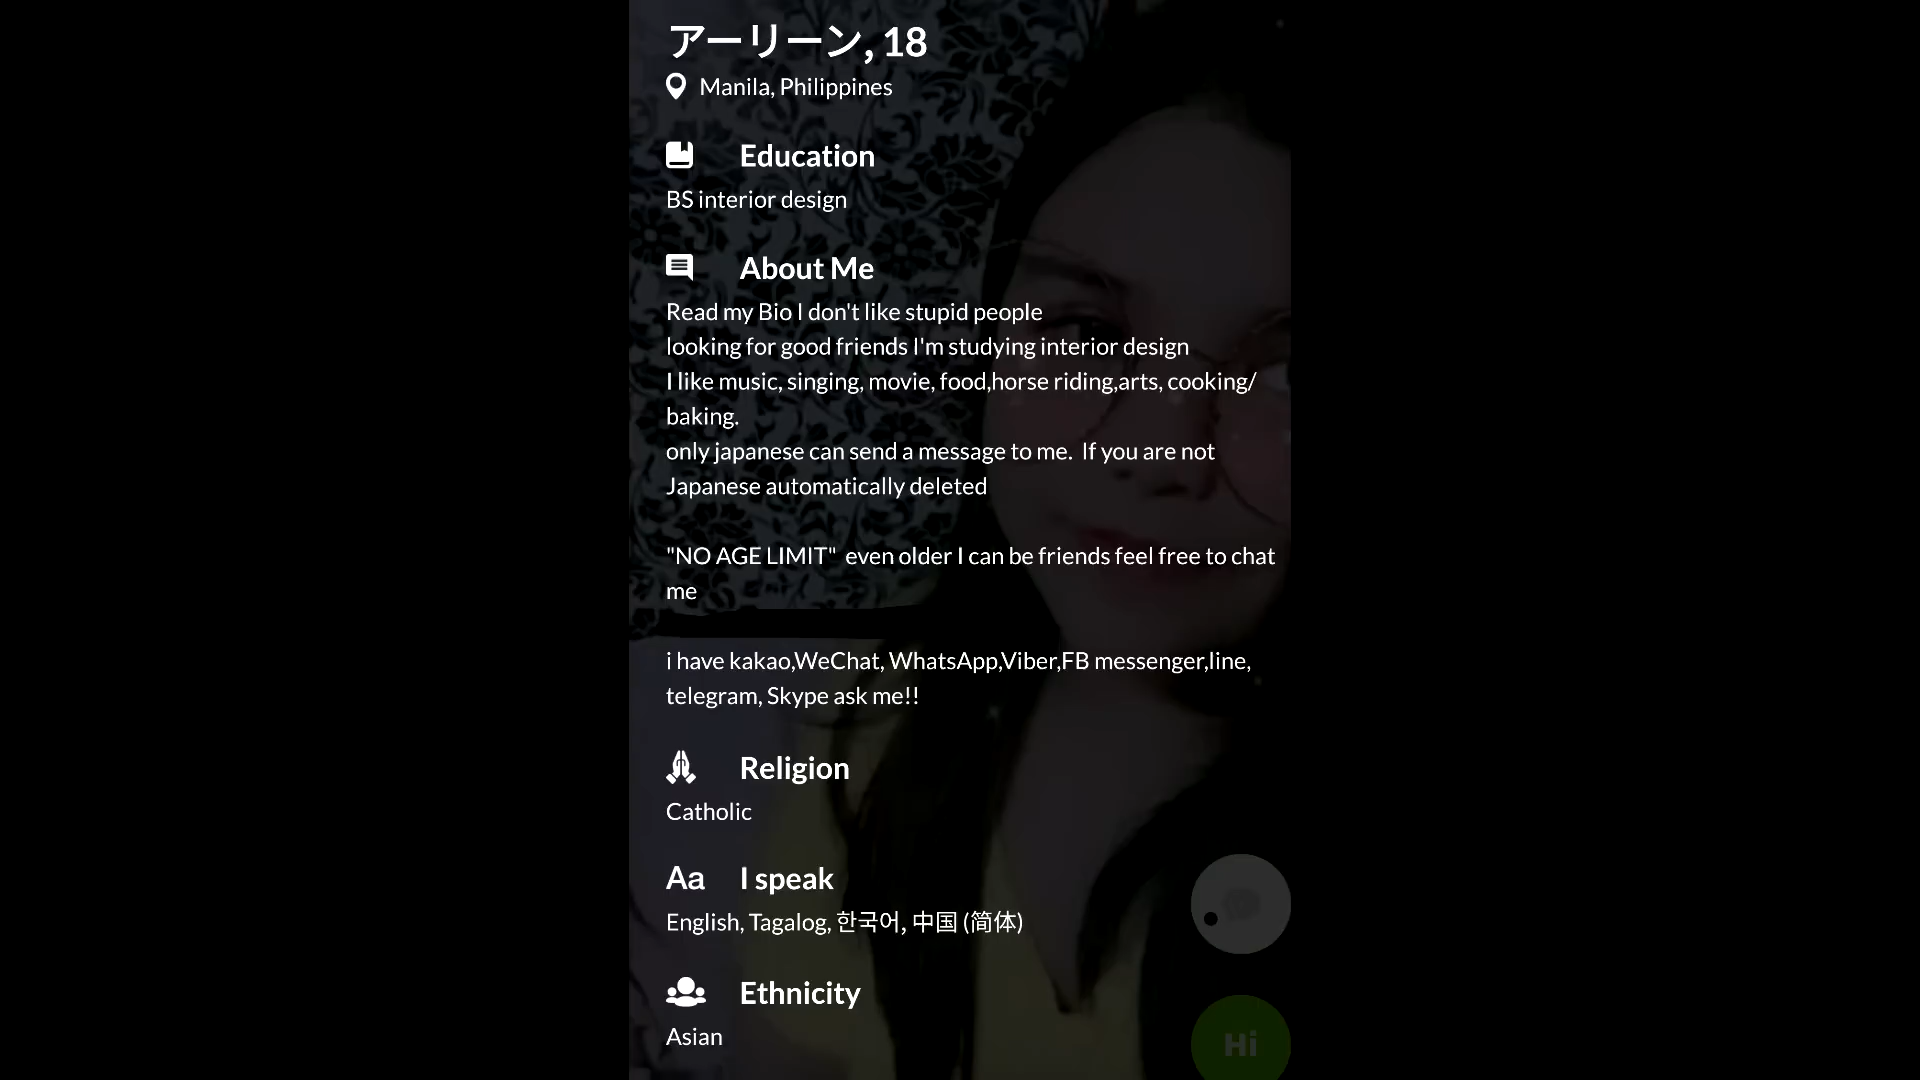 アーリーン, 18
Manila, Philippines
Education
BS interior design
About Me
Read my Bio I don't like stupid people
looking for good friends I'm studying interior design
I like music, singing, movie, food,horse riding,arts, cooking/
baking.
only japanese can send a message to me.  If you are not
Japanese automatically deleted
"NO AGE LIMIT"  even older I can be friends feel free to chat
me
i have kakao,WeChat, WhatsApp,Viber,FB messenger,line,
telegram, Skype ask me!!
Religion
Catholic
Aa I speak
English, Tagalog, 한국어, 中国 (简体)
Ethnicity
Asian
Hi